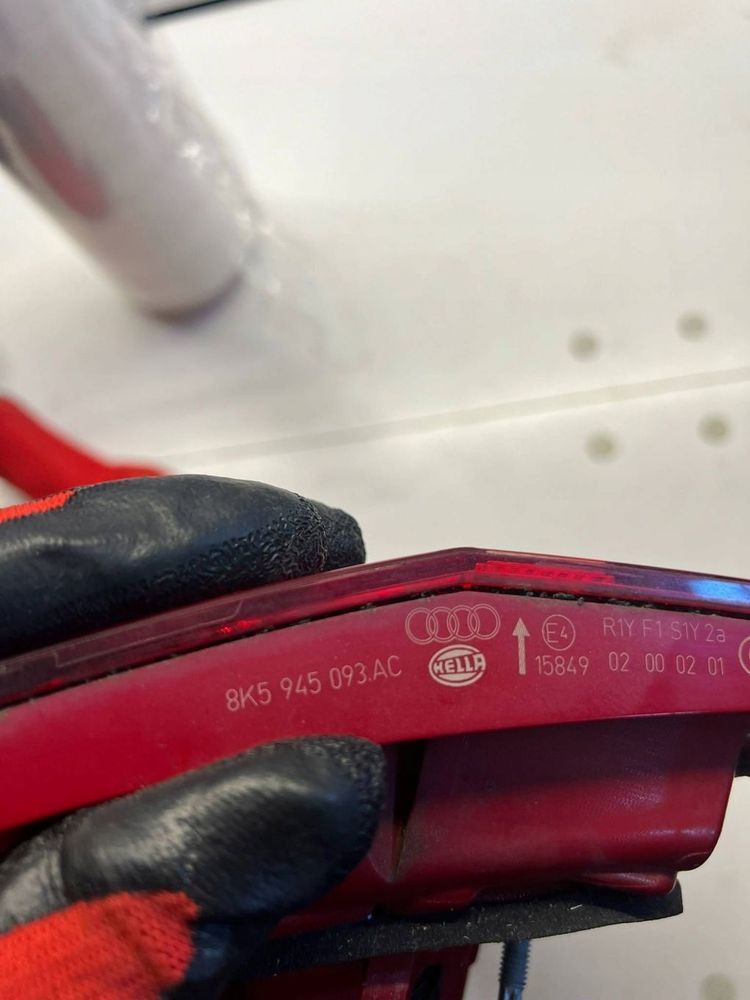 8K5 945 093.AC
HELLA
E4
15849
R1Y F1 S1Y 2a
02 00 02 01